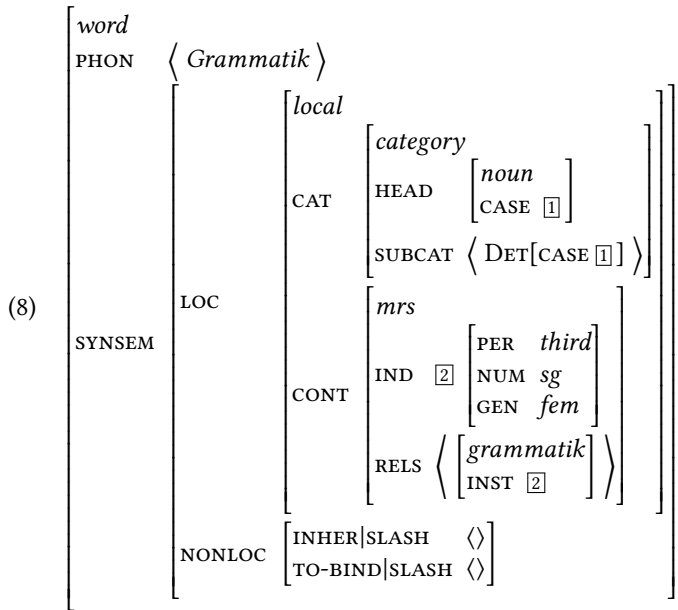 word
PHON ⟨ Grammatik ⟩
local
category
HEAD noun
CASE 1
CAT
SUBCAT ⟨ DET[CASE 1] ⟩
LOC
(8)
mrs
SYNSEM
PER third
IND 2 NUM sg
GEN fem
CONT
RELS ⟨ [grammatik
INST 2] ⟩
INHER|SLASH ⟨⟩
NONLOC
TO-BIND|SLASH ⟨⟩